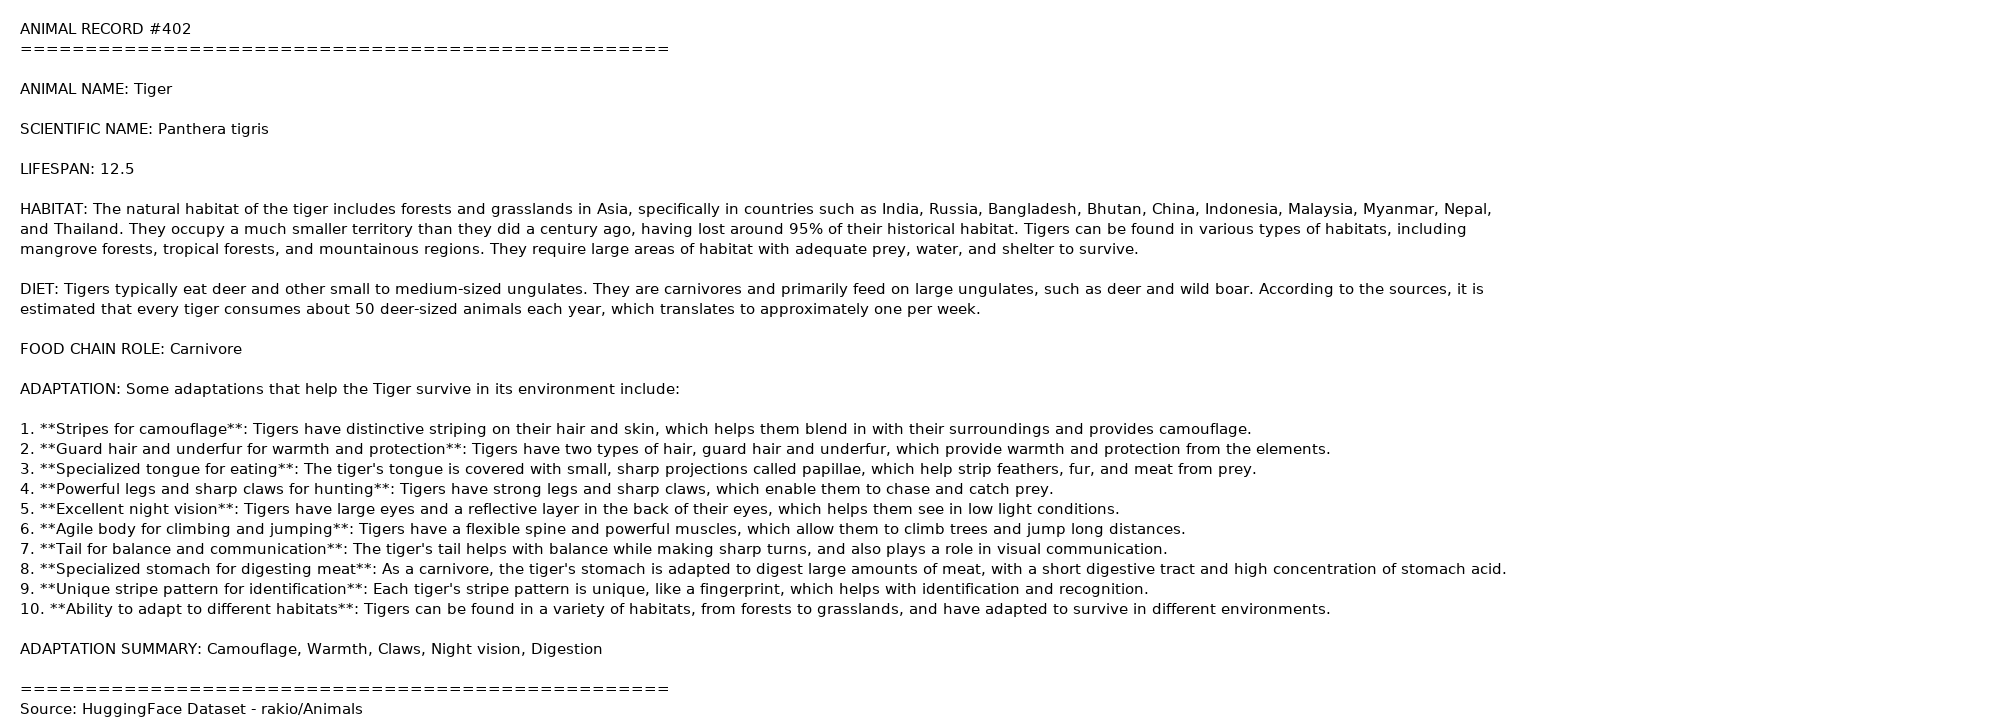 ANIMAL RECORD #402
==================================================
ANIMAL NAME: Tiger
SCIENTIFIC NAME: Panthera tigris
LIFESPAN: 12.5
HABITAT: The natural habitat of the tiger includes forests and grasslands in Asia, specifically in countries such as India, Russia, Bangladesh, Bhutan, China, Indonesia, Malaysia, Myanmar, Nepal,
and Thailand. They occupy a much smaller territory than they did a century ago, having lost around 95% of their historical habitat. Tigers can be found in various types of habitats, including
mangrove forests, tropical forests, and mountainous regions. They require large areas of habitat with adequate prey, water, and shelter to survive.
DIET: Tigers typically eat deer and other small to medium-sized ungulates. They are carnivores and primarily feed on large ungulates, such as deer and wild boar. According to the sources, it is
estimated that every tiger consumes about 50 deer-sized animals each year, which translates to approximately one per week.
FOOD CHAIN ROLE: Carnivore
ADAPTATION: Some adaptations that help the Tiger survive in its environment include:
1. **Stripes for camouflage**: Tigers have distinctive striping on their hair and skin, which helps them blend in with their surroundings and provides camouflage.
2. **Guard hair and underfur for warmth and protection**: Tigers have two types of hair, guard hair and underfur, which provide warmth and protection from the elements.
3. **Specialized tongue for eating**: The tiger's tongue is covered with small, sharp projections called papillae, which help strip feathers, fur, and meat from prey.
4. **Powerful legs and sharp claws for hunting**: Tigers have strong legs and sharp claws, which enable them to chase and catch prey.
5. **Excellent night vision**: Tigers have large eyes and a reflective layer in the back of their eyes, which helps them see in low light conditions.
6. **Agile body for climbing and jumping**: Tigers have a flexible spine and powerful muscles, which allow them to climb trees and jump long distances.
7. **Tail for balance and communication**: The tiger's tail helps with balance while making sharp turns, and also plays a role in visual communication.
8. **Specialized stomach for digesting meat**: As a carnivore, the tiger's stomach is adapted to digest large amounts of meat, with a short digestive tract and high concentration of stomach acid.
9. **Unique stripe pattern for identification**: Each tiger's stripe pattern is unique, like a fingerprint, which helps with identification and recognition.
10. **Ability to adapt to different habitats**: Tigers can be found in a variety of habitats, from forests to grasslands, and have adapted to survive in different environments.
ADAPTATION SUMMARY: Camouflage, Warmth, Claws, Night vision, Digestion
==================================================
Source: HuggingFace Dataset - rakio/Animals